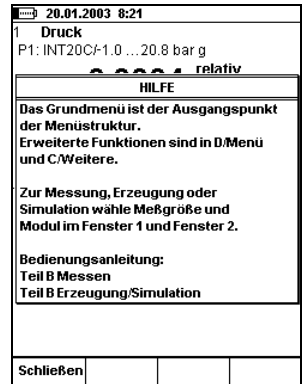 20.01.2003 8:21
1 Druck
P1: INT20C/-1.0 ...20.8 bar g
relativ
HILFE
Das Grundmenü ist der Ausgangspunkt
der Menüstruktur.
Erweiterte Funktionen sind in D/Menü
und C/Weitere.
Zur Messung, Erzeugung oder
Simulation wähle Meßgröße und
Modul im Fenster 1 und Fenster 2.
Bedienungsanleitung:
Teil B Messen
Teil B Erzeugung/Simulation
Schließen